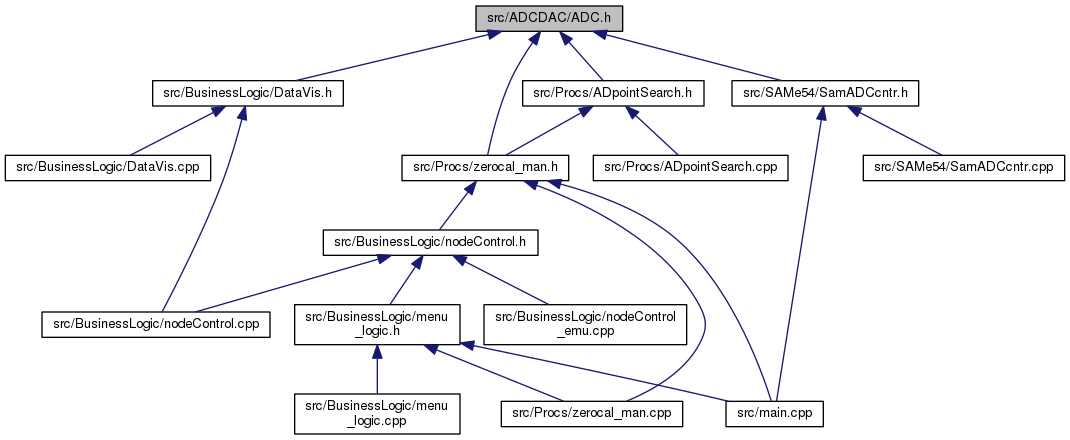 src/ADCDAC/ADC.h
src/BusinessLogic/DataVis.h
src/Procs/ADpointSearch.h
src/SAMe54/SamADCcntr.h
src/BusinessLogic/DataVis.cpp
src/Procs/zerocal_man.h
src/Procs/ADpointSearch.cpp
src/SAMe54/SamADCcntr.cpp
src/BusinessLogic/nodeControl.h
src/BusinessLogic/nodeControl.cpp
src/BusinessLogic/menu
_logic.h
src/BusinessLogic/nodeControl
_emu.cpp
src/BusinessLogic/menu
_logic.cpp
src/Procs/zerocal_man.cpp
src/main.cpp